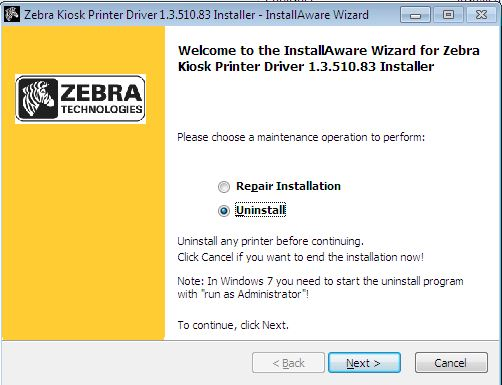 Zebra Kiosk Printer Driver 1.3.510.83 Installer - InstallAware Wizard
Welcome to the InstallAware Wizard for Zebra
Kiosk Printer Driver 1.3.510.83 Installer
ZEBRA
TECHNOLOGIES
Please choose a maintenance operation to perform:
Repair Installation
Uninstall
Uninstall any printer before continuing.
Click Cancel if you want to end the installation now!
Note: In Windows 7 you need to start the uninstall program
with "run as Administrator"!
To continue, click Next.
< Back
Next >
Cancel